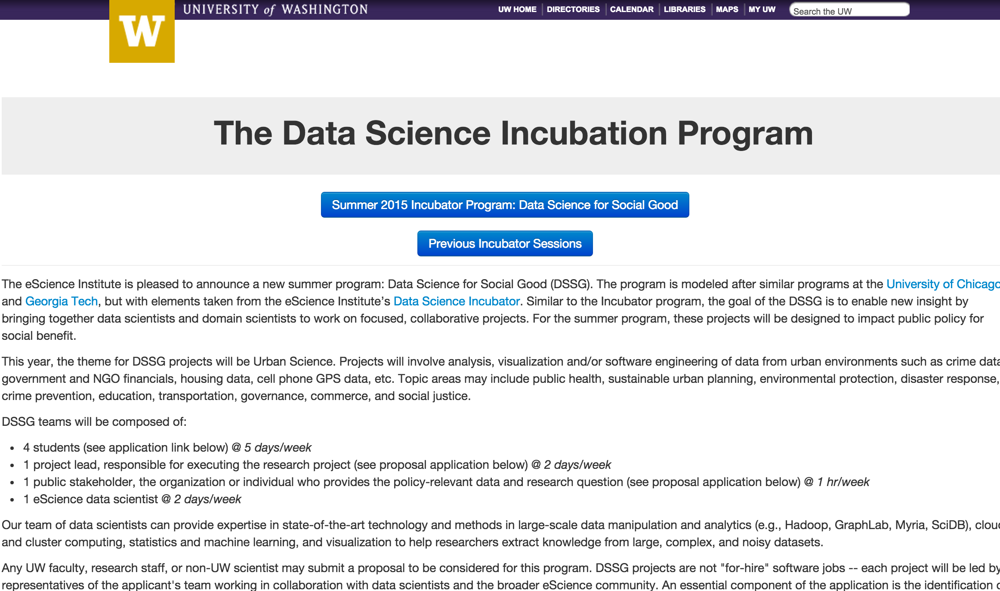 UNIVERSITY of WASHINGTON
UW HOME DIRECTORIES CALENDAR LIBRARIES MAPS MY UW Search the UW
W
The Data Science Incubation Program
Summer 2015 Incubator Program: Data Science for Social Good
Previous Incubator Sessions
The eScience Institute is pleased to announce a new summer program: Data Science for Social Good (DSSG). The program is modeled after similar programs at the University of Chicago
and Georgia Tech, but with elements taken from the eScience Institute’s Data Science Incubator. Similar to the Incubator program, the goal of the DSSG is to enable new insight by
bringing together data scientists and domain scientists to work on focused, collaborative projects. For the summer program, these projects will be designed to impact public policy for
social benefit.
This year, the theme for DSSG projects will be Urban Science. Projects will involve analysis, visualization and/or software engineering of data from urban environments such as crime data
government and NGO financials, housing data, cell phone GPS data, etc. Topic areas may include public health, sustainable urban planning, environmental protection, disaster response,
crime prevention, education, transportation, governance, commerce, and social justice.
DSSG teams will be composed of:
• 4 students (see application link below) @ 5 days/week
• 1 project lead, responsible for executing the research project (see proposal application below) @ 2 days/week
• 1 public stakeholder, the organization or individual who provides the policy-relevant data and research question (see proposal application below) @ 1 hr/week
• 1 eScience data scientist @ 2 days/week
Our team of data scientists can provide expertise in state-of-the-art technology and methods in large-scale data manipulation and analytics (e.g., Hadoop, GraphLab, Myria, SciDB), cloud
and cluster computing, statistics and machine learning, and visualization to help researchers extract knowledge from large, complex, and noisy datasets.
Any UW faculty, research staff, or non-UW scientist may submit a proposal to be considered for this program. DSSG projects are not "for-hire" software jobs -- each project will be led by
representatives of the applicant's team working in collaboration with data scientists and the broader eScience community. An essential component of the application is the identification